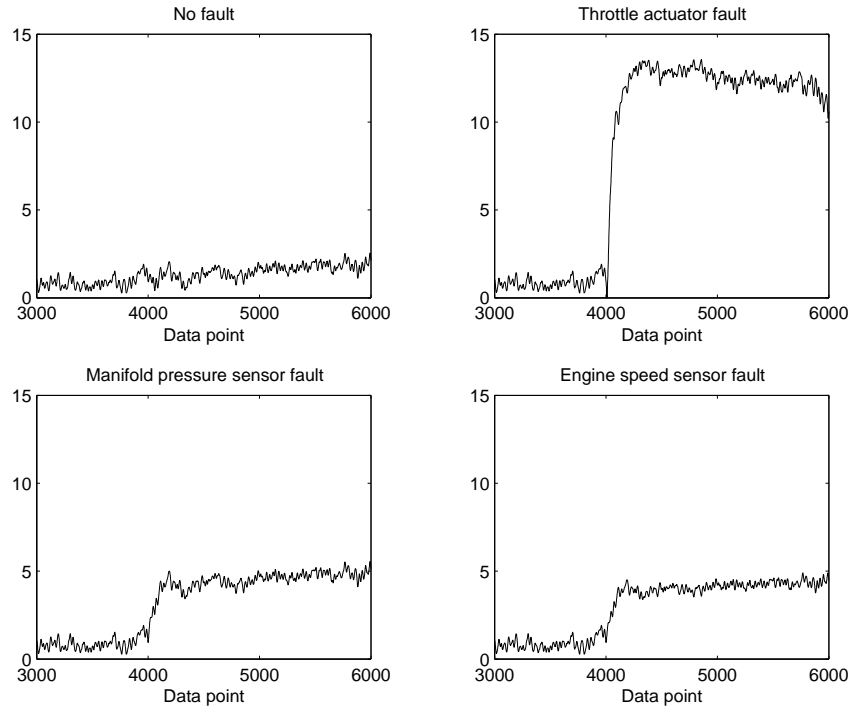 No fault
15
10
5
0
3000 4000 5000 6000
Data point
Throttle actuator fault
15
10
5
0
3000 4000 5000 6000
Data point
Manifold pressure sensor fault
15
10
5
0
3000 4000 5000 6000
Data point
Engine speed sensor fault
15
10
5
0
3000 4000 5000 6000
Data point